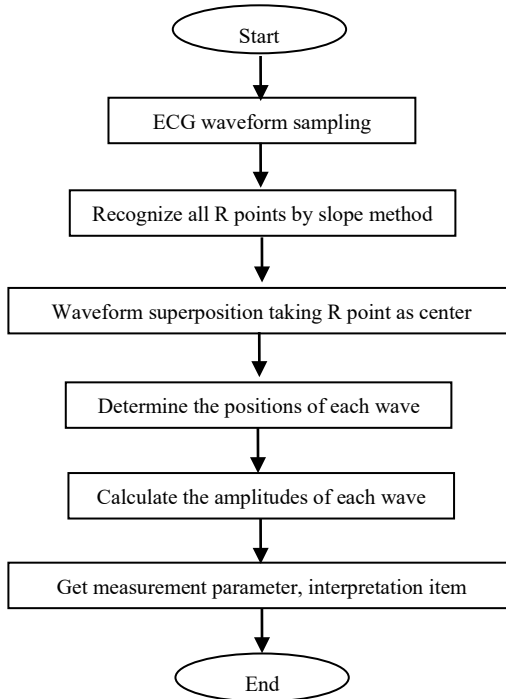 Start
ECG waveform sampling
Recognize all R points by slope method
Waveform superposition taking R point as center
Determine the positions of each wave
Calculate the amplitudes of each wave
Get measurement parameter, interpretation item
End